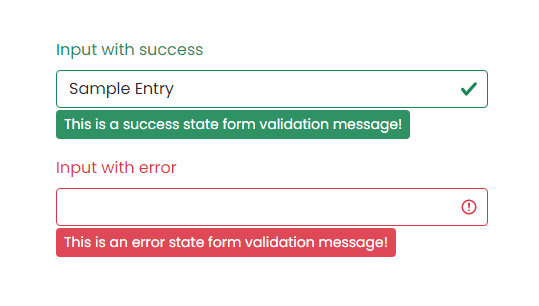 Input with success
Sample Entry
This is a success state form validation message!
Input with error
This is an error state form validation message!